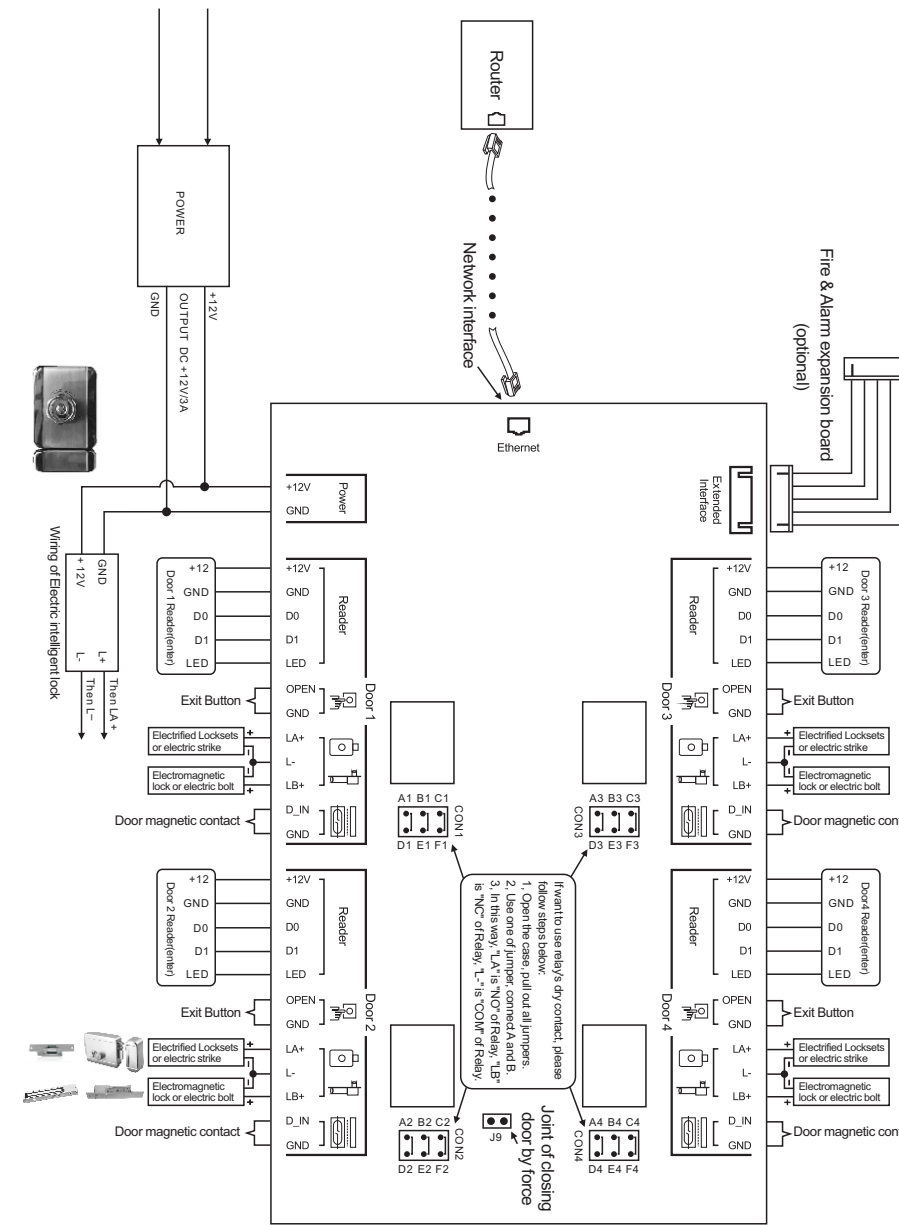 Router
POWER
GND
OUTPUT DC +12V/3A
+12V
Network interface
Fire & Alarm expansion board
(optional)
Ethernet
Extended
Interface
+12V
GND
Power
Wiring of Electric intelligent lock
+12V
GND
L-
L+
Then L-
Then LA+
Door 1 Reader(enter)
+12
GND
D0
D1
LED
+12V
GND
D0
D1
LED
Reader
Door 1
Exit Button
OPEN
GND
Electrified Locksets
or electric strike
+
-
LA+
L-
LB+
Electromagnetic
lock or electric bolt
-
+
Door magnetic contact
D_IN
GND
A1 B1 C1
CON1
D1 E1 F1
Reader
+12V
GND
D0
D1
LED
+12
GND
D0
D1
LED
Door 3 Reader(enter)
Door 3
OPEN
GND
Exit Button
LA+
L-
LB+
+
-
Electrified Locksets
or electric strike
-
+
Electromagnetic
lock or electric bolt
D_IN
GND
Door magnetic cont
A3 B3 C3
CON3
D3 E3 F3
If want to use relay's dry contact, please
follow steps below:
1, Open the case, pull out all jumpers.
2, Use one of jumper, connect A and B.
3, In this way, "LA" is "NO" of Relay, "LB"
is "NC" of Relay, "L-" is "COM" of Relay.
Door 2 Reader(enter)
+12
GND
D0
D1
LED
+12V
GND
D0
D1
LED
Reader
Door 2
Exit Button
OPEN
GND
Electrified Locksets
or electric strike
+
-
LA+
L-
LB+
Electromagnetic
lock or electric bolt
-
+
Door magnetic contact
D_IN
GND
A2 B2 C2
CON2
D2 E2 F2
J9
Joint of closing
door by force
Reader
+12V
GND
D0
D1
LED
+12
GND
D0
D1
LED
Door4 Reader(enter)
Door 4
OPEN
GND
Exit Button
LA+
L-
LB+
+
-
Electrified Locksets
or electric strike
-
+
Electromagnetic
lock or electric bolt
D_IN
GND
Door magnetic cont
A4 B4 C4
CON4
D4 E4 F4